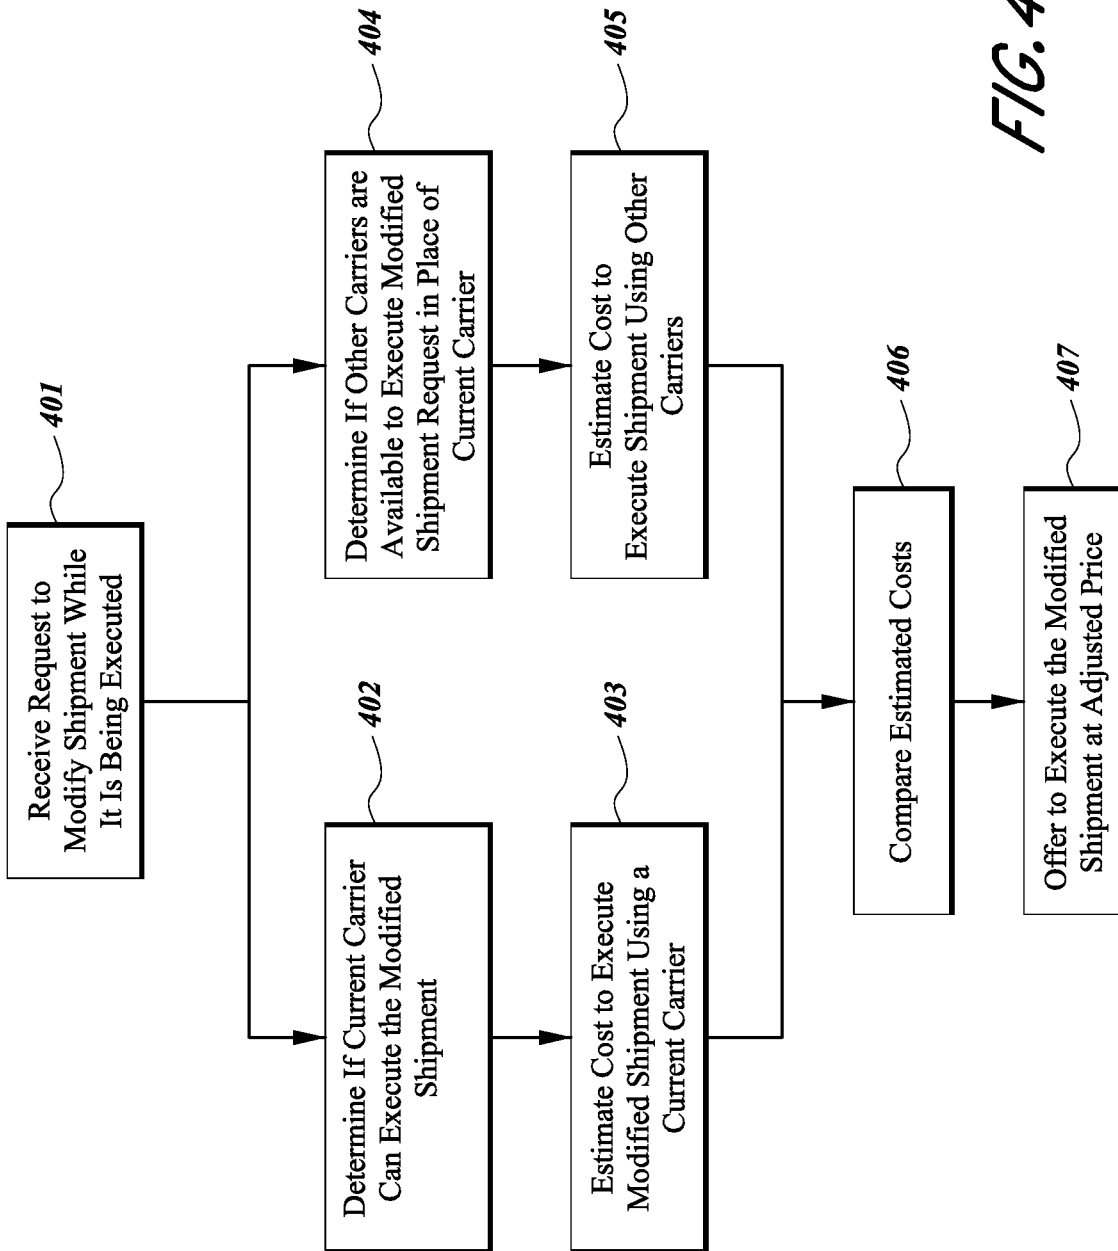 Receive Request to
Modify Shipment While
It Is Being Executed
401
Determine If Current Carrier
Can Execute the Modified
Shipment
402
Estimate Cost to Execute
Modified Shipment Using a
Current Carrier
403
Determine If Other Carriers are
Available to Execute Modified
Shipment Request in Place of
Current Carrier
404
Estimate Cost to
Execute Shipment Using Other
Carriers
405
Compare Estimated Costs
406
Offer to Execute the Modified
Shipment at Adjusted Price
407
FIG. 4